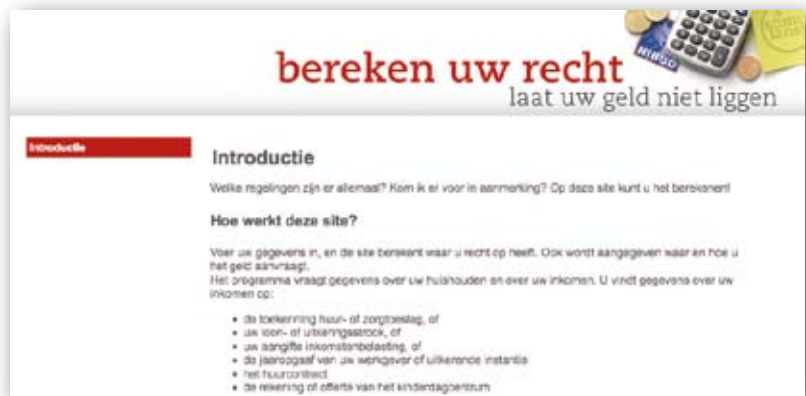 bereken uw recht
laat uw geld niet liggen
Introductie
Introductie
Welke regelingen zijn er allemaal? Kom ik er voor in aanmerking? Op deze site kunt u het berekenen!
Hoe werkt deze site?
Voer uw gegevens in, en de site berekent waar u recht op heeft. Ook wordt aangegeven waar en hoe u
het geld aanvraagt.
Het programma vraagt gegevens over uw huishouden en over uw inkomen. U vindt gegevens over uw
inkomen op:
• de toekenning huur- of zorgtoeslag, of
• uw loon- of uitkeringsstrook, of
• uw aangifte inkomstenbelasting, of
• de jaaropgaaf van uw werkgever of uitkerende instantie
• het huurcontract
• de rekening of offerte van het kinderdagcentrum